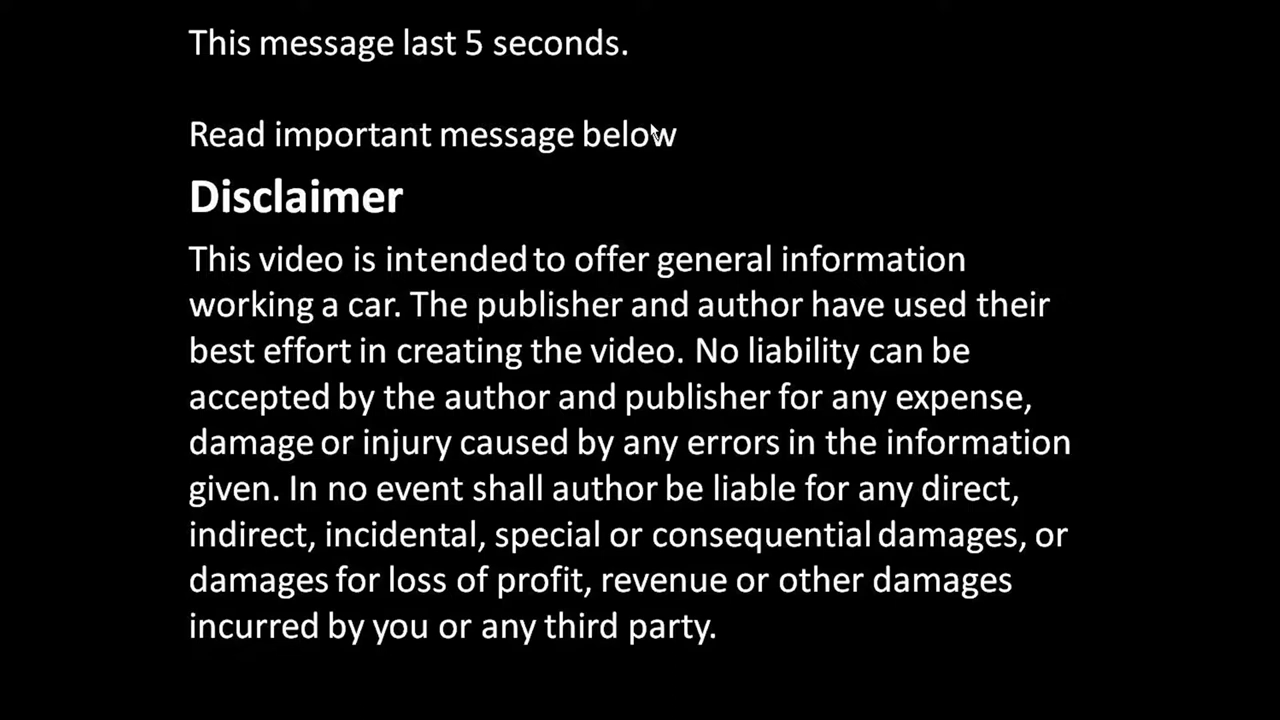 This message last 5 seconds.
Read important message below
Disclaimer
This video is intended to offer general information
working a car. The publisher and author have used their
best effort in creating the video. No liability can be
accepted by the author and publisher for any expense,
damage or injury caused by any errors in the information
given. In no event shall author be liable for any direct,
indirect, incidental, special or consequential damages, or
damages for loss of profit, revenue or other damages
incurred by you or any third party.